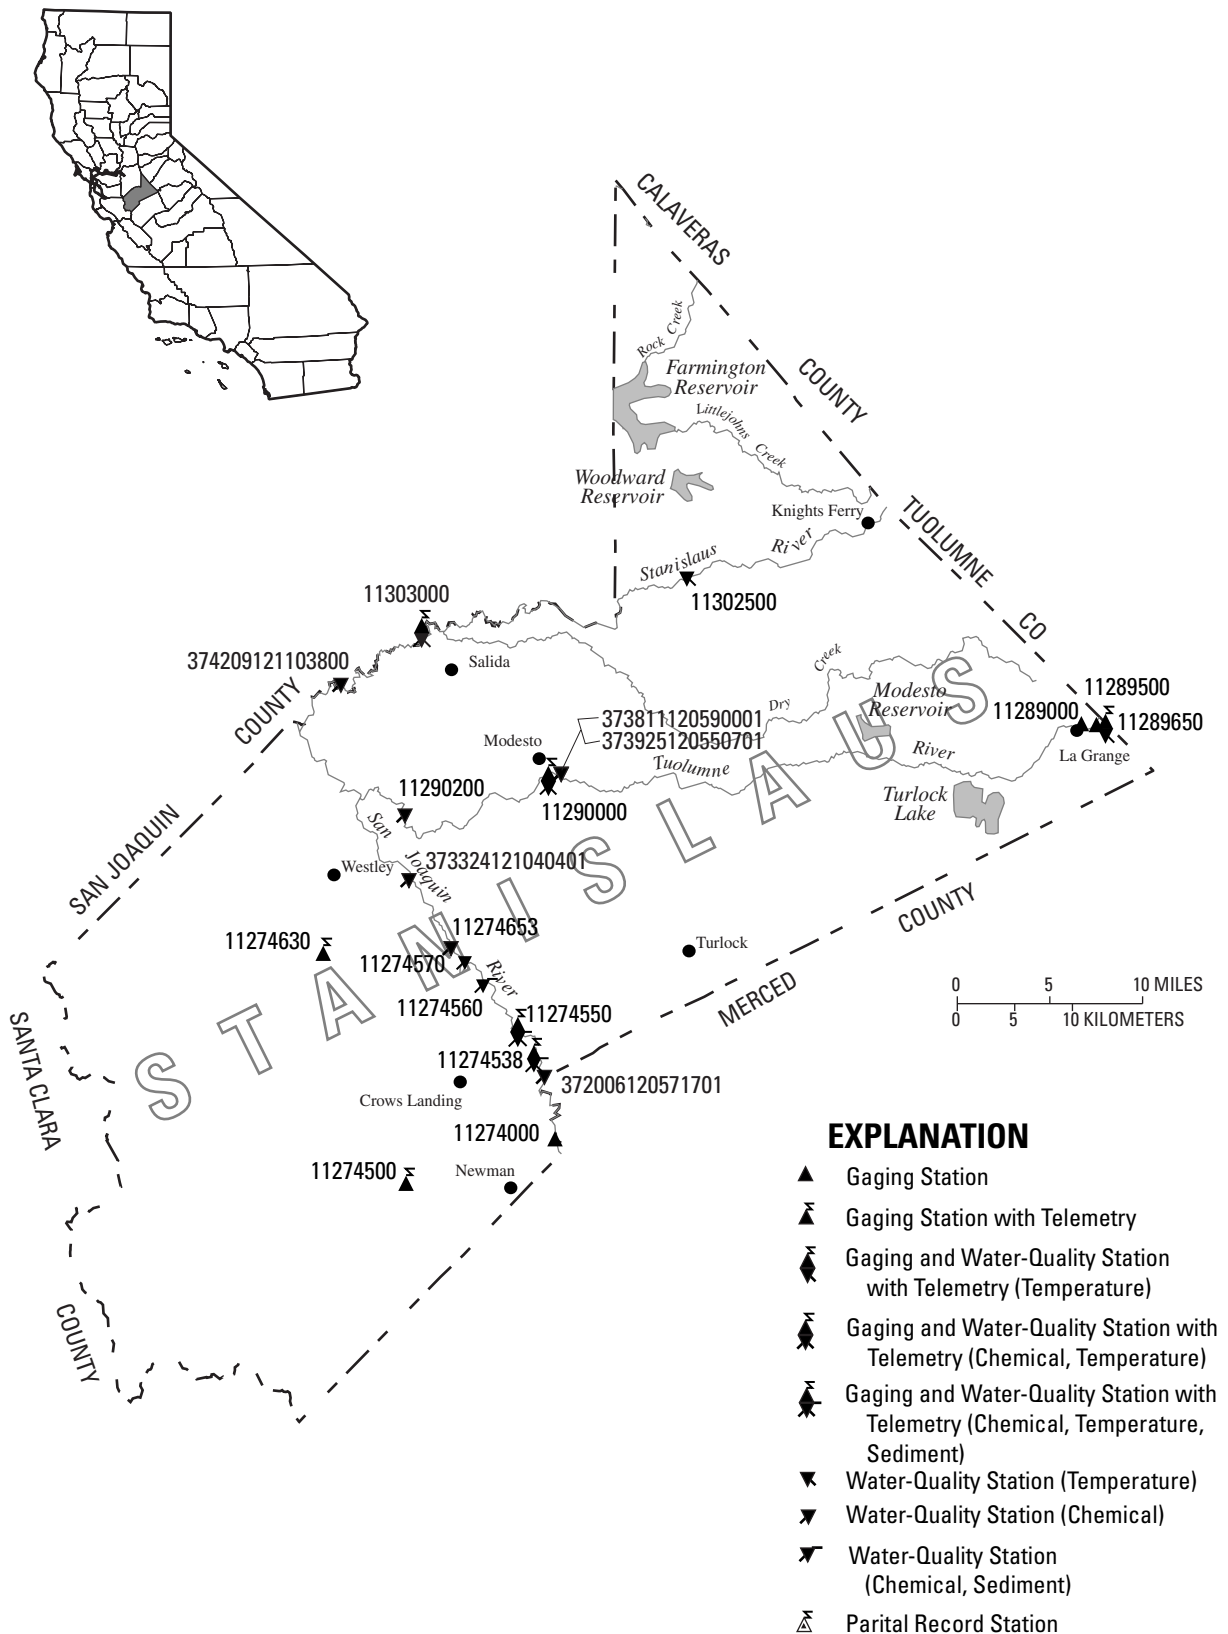 CALAVERAS
COUNTY
Rock Creek
Farmington
Reservoir
Littlejohns
Creek
Woodward
Reservoir
Knights Ferry
TUOLUMNE
CO
Stanislaus
River
11302500
11303000
374209121103800
Salida
COUNTY
Creek
Dry
Modesto
Reservoir
11289500
11289000
11289650
La Grange
373811120590001
373925120550701
Modesto
Tuolumne
River
11290200
11290000
Turlock
Lake
SAN JOAQUIN
San
Joaquin
River
Westley
373324121040401
STANISLAUS
COUNTY
11274653
11274630
11274570
Turlock
MERCED
11274560
11274550
0 5 10 MILES
0 5 10 KILOMETERS
SANTA CLARA
11274538
372006120571701
Crows Landing
11274000
11274500
Newman
COUNTY
EXPLANATION
Gaging Station
Gaging Station with Telemetry
Gaging and Water-Quality Station
with Telemetry (Temperature)
Gaging and Water-Quality Station with
Telemetry (Chemical, Temperature)
Gaging and Water-Quality Station with
Telemetry (Chemical, Temperature,
Sediment)
Water-Quality Station (Temperature)
Water-Quality Station (Chemical)
Water-Quality Station
(Chemical, Sediment)
Parital Record Station